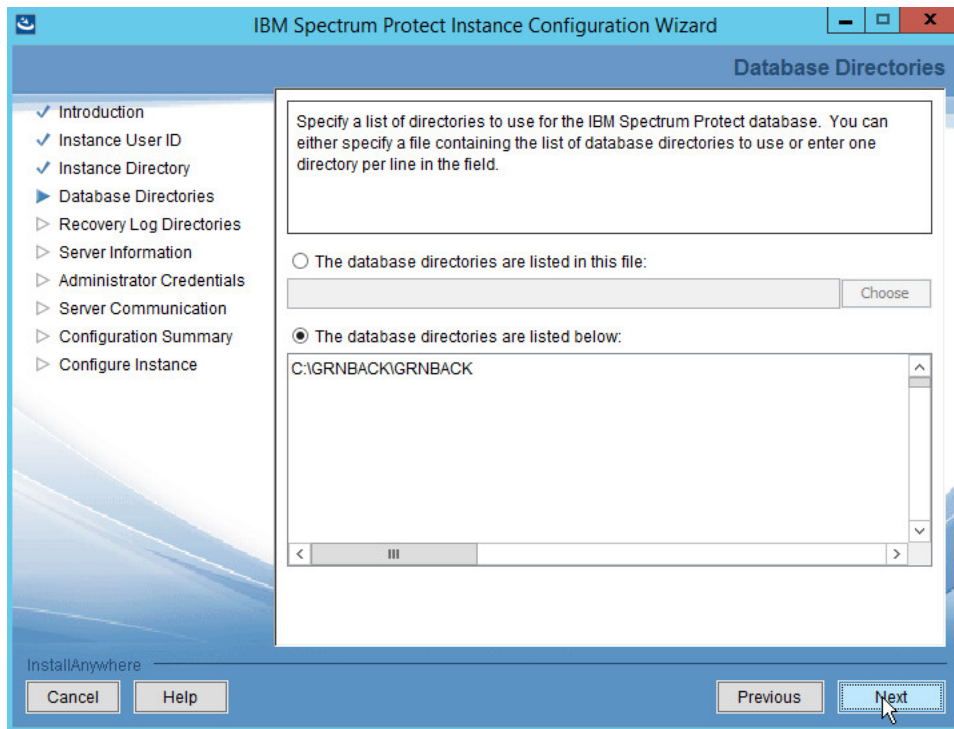 IBM Spectrum Protect Instance Configuration Wizard
Database Directories
Introduction
Instance User ID
Instance Directory
Database Directories
Recovery Log Directories
Server Information
Administrator Credentials
Server Communication
Configuration Summary
Configure Instance
Specify a list of directories to use for the IBM Spectrum Protect database. You can
either specify a file containing the list of database directories to use or enter one
directory per line in the field.
The database directories are listed in this file:
Choose
The database directories are listed below:
C:\GRNBACK\GRNBACK
InstallAnywhere
Cancel Help Previous Next